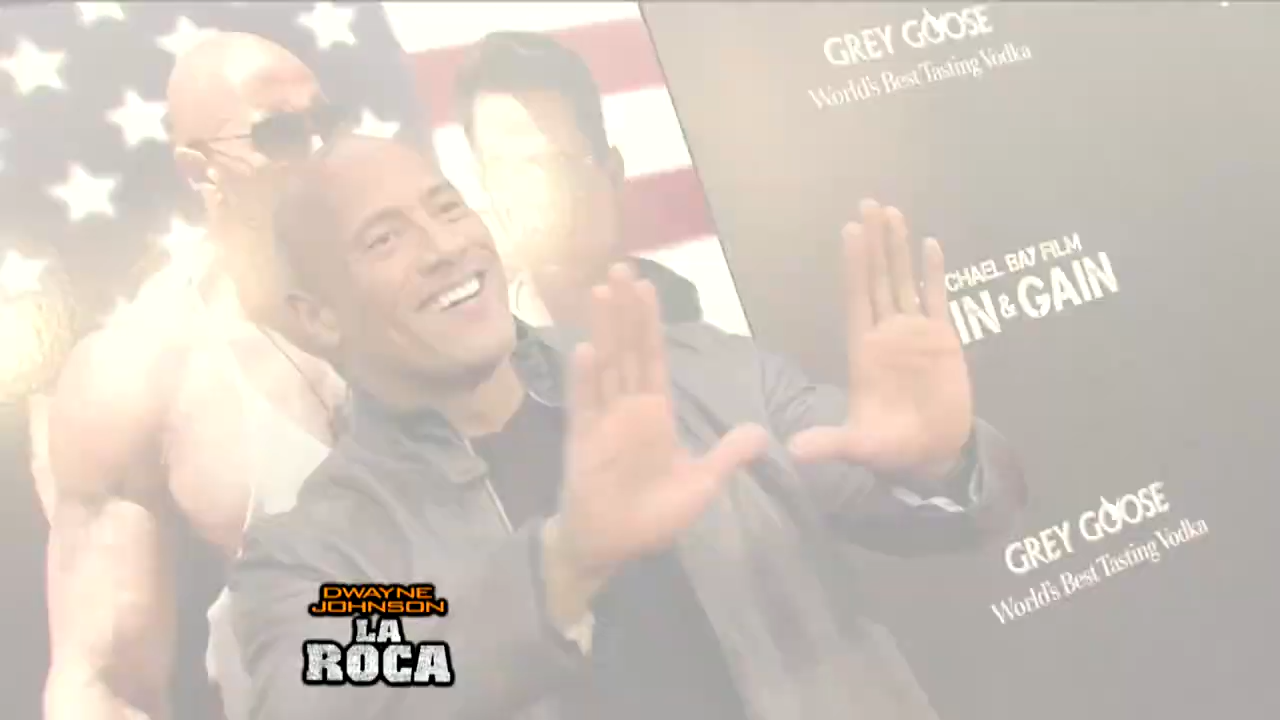 GREY GOOSE
World's Best Tasting Vodka
CHAEL BAY FILM
IN & GAIN
GREY GOOSE
World's Best Tasting Vodka
DWAYNE
JOHNSON
LA
ROCA